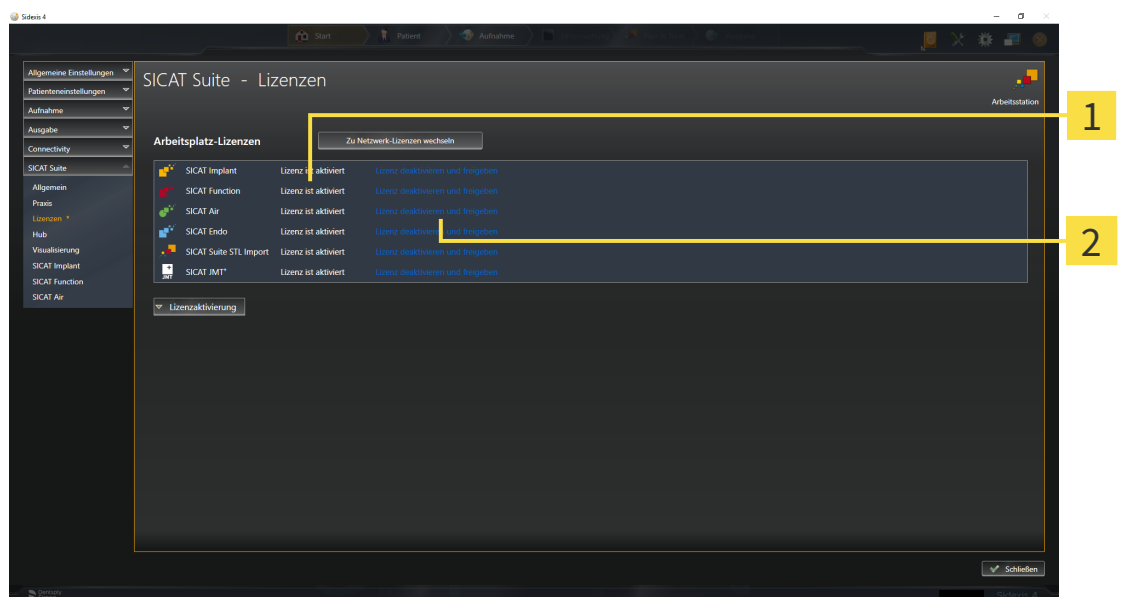 Sidexis 4
Start
Patient
Aufnahme
Allgemeine Einstellungen
Patienteneinstellungen
Aufnahme
Ausgabe
Connectivity
SICAT Suite
Allgemein
Praxis
Lizenzen *
Hub
Visualisierung
SICAT Implant
SICAT Function
SICAT Air
SICAT Suite - Lizenzen
Arbeitsstation
1
Arbeitsplatz-Lizenzen
Zu Netzwerk-Lizenzen wechseln
SICAT Implant Lizenz ist aktiviert Lizenz deaktivieren und freigeben
SICAT Function Lizenz ist aktiviert Lizenz deaktivieren und freigeben
SICAT Air Lizenz ist aktiviert Lizenz deaktivieren und freigeben
SICAT Endo Lizenz ist aktiviert Lizenz deaktivieren und freigeben
SICAT Suite STL Import Lizenz ist aktiviert Lizenz deaktivieren und freigeben
JMT SICAT JMT+ Lizenz ist aktiviert Lizenz deaktivieren und freigeben
2
Lizenzaktivierung
Schließen
Dentsply
Sidexis 4